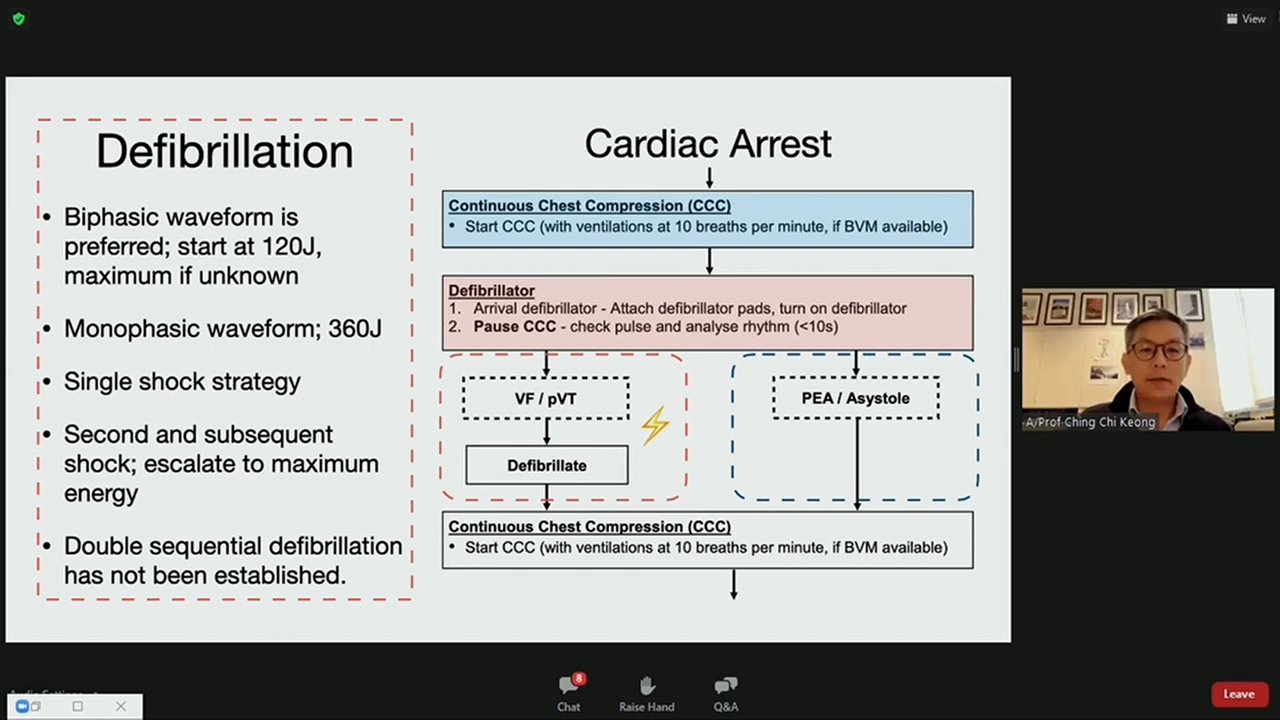 View
Defibrillation
• Biphasic waveform is
preferred; start at 120J,
maximum if unknown
• Monophasic waveform; 360J
• Single shock strategy
• Second and subsequent
shock; escalate to maximum
energy
• Double sequential defibrillation
has not been established.
Cardiac Arrest
Continuous Chest Compression (CCC)
• Start CCC (with ventilations at 10 breaths per minute, if BVM available)
Defibrillator
1. Arrival defibrillator - Attach defibrillator pads, turn on defibrillator
2. Pause CCC - check pulse and analyse rhythm (<10s)
VF / pVT
PEA / Asystole
Defibrillate
Continuous Chest Compression (CCC)
• Start CCC (with ventilations at 10 breaths per minute, if BVM available)
A/Prof Ching Chi Keong
8
Chat
Raise Hand
Q&A
Leave